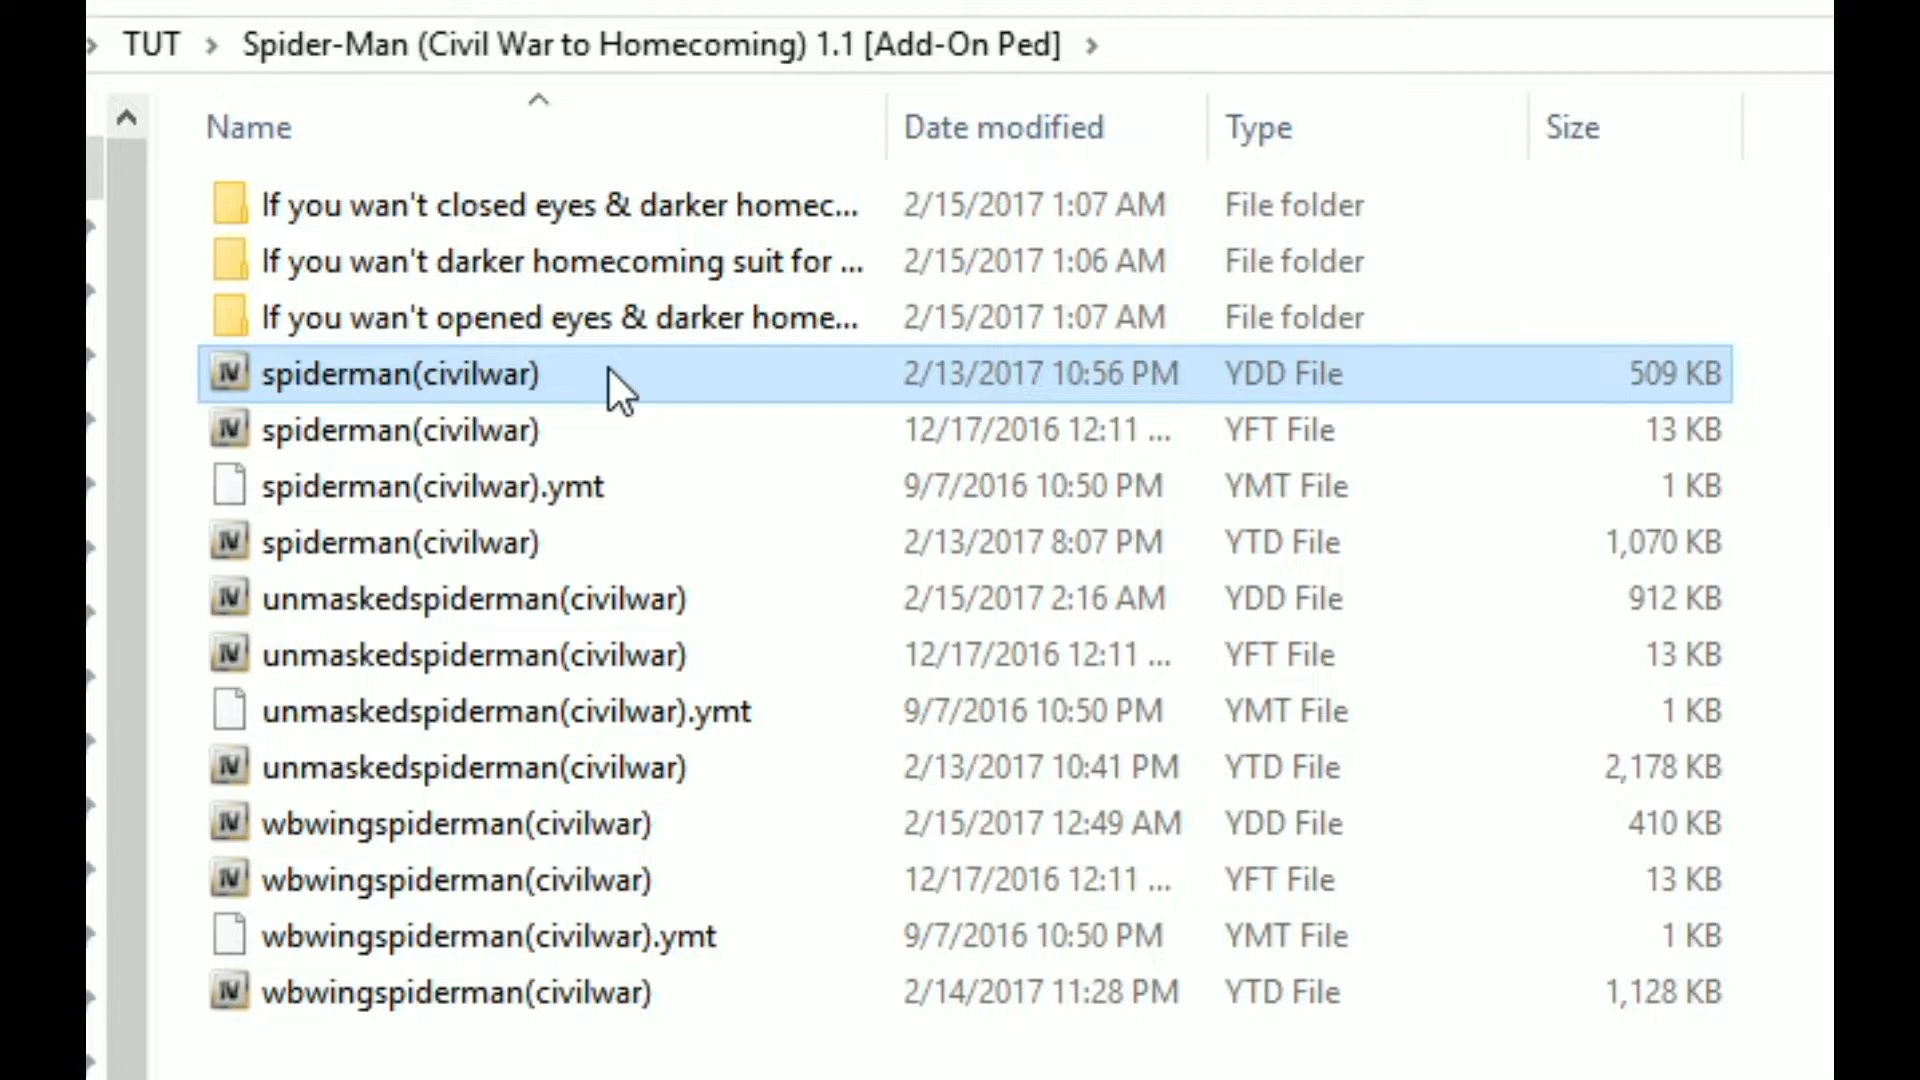 TUT > Spider-Man (Civil War to Homecoming) 1.1 [Add-On Ped] >
Name Date modified Type Size
If you wan't closed eyes & darker homec... 2/15/2017 1:07 AM File folder
If you wan't darker homecoming suit for ... 2/15/2017 1:06 AM File folder
If you wan't opened eyes & darker home... 2/15/2017 1:07 AM File folder
spiderman(civilwar) 2/13/2017 10:56 PM YDD File 509 KB
spiderman(civilwar) 12/17/2016 12:11 ... YFT File 13 KB
spiderman(civilwar).ymt 9/7/2016 10:50 PM YMT File 1 KB
spiderman(civilwar) 2/13/2017 8:07 PM YTD File 1,070 KB
unmaskedspiderman(civilwar) 2/15/2017 2:16 AM YDD File 912 KB
unmaskedspiderman(civilwar) 12/17/2016 12:11 ... YFT File 13 KB
unmaskedspiderman(civilwar).ymt 9/7/2016 10:50 PM YMT File 1 KB
unmaskedspiderman(civilwar) 2/13/2017 10:41 PM YTD File 2,178 KB
wbwingspiderman(civilwar) 2/15/2017 12:49 AM YDD File 410 KB
wbwingspiderman(civilwar) 12/17/2016 12:11 ... YFT File 13 KB
wbwingspiderman(civilwar).ymt 9/7/2016 10:50 PM YMT File 1 KB
wbwingspiderman(civilwar) 2/14/2017 11:28 PM YTD File 1,128 KB